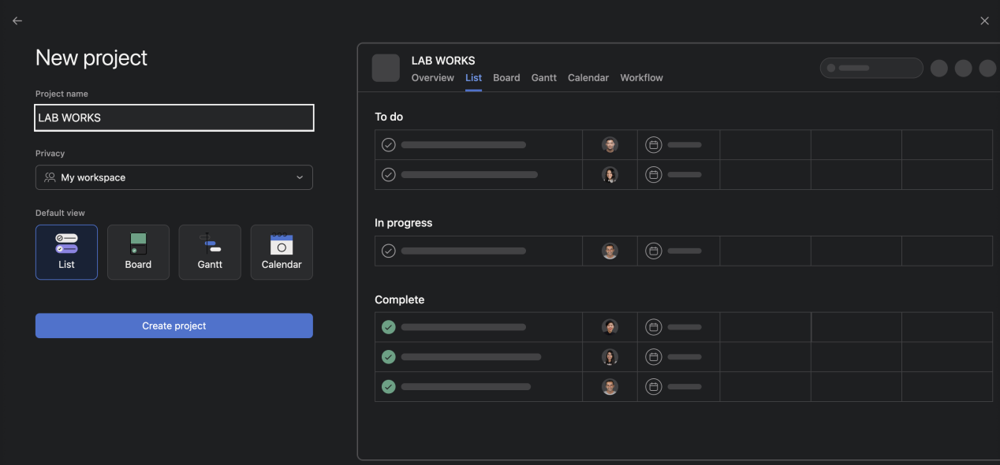 New project
Project name
LAB WORKS
Privacy
My workspace
Default view
List
Board
Gantt
Calendar
Create project
LAB WORKS
Overview List Board Gantt Calendar Workflow
To do
In progress
Complete